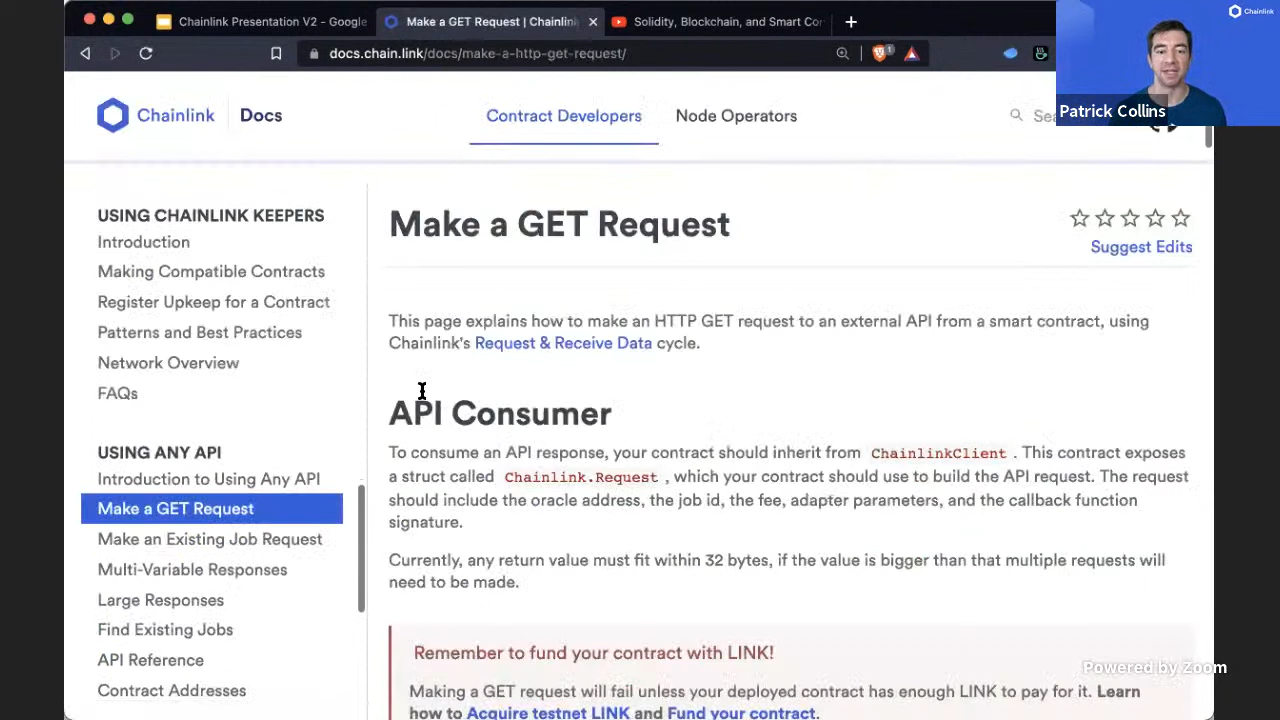 Chainlink Presentation V2 - Google
Make a GET Request | Chainlin
Solidity, Blockchain, and Smart Co
docs.chain.link/docs/make-a-http-get-request/
1
Chainlink
Patrick Collins
Chainlink
Docs
Contract Developers
Node Operators
Sea
USING CHAINLINK KEEPERS
Introduction
Making Compatible Contracts
Register Upkeep for a Contract
Patterns and Best Practices
Network Overview
FAQs
USING ANY API
Introduction to Using Any API
Make a GET Request
Make an Existing Job Request
Multi-Variable Responses
Large Responses
Find Existing Jobs
API Reference
Contract Addresses
Make a GET Request
Suggest Edits
This page explains how to make an HTTP GET request to an external API from a smart contract, using
Chainlink's Request & Receive Data cycle.
API Consumer
To consume an API response, your contract should inherit from ChainlinkClient . This contract exposes
a struct called Chainlink.Request , which your contract should use to build the API request. The request
should include the oracle address, the job id, the fee, adapter parameters, and the callback function
signature.
Currently, any return value must fit within 32 bytes, if the value is bigger than that multiple requests will
need to be made.
Remember to fund your contract with LINK!
Making a GET request will fail unless your deployed contract has enough LINK to pay for it. Learn
how to Acquire testnet LINK and Fund your contract.
Powered by Zoom